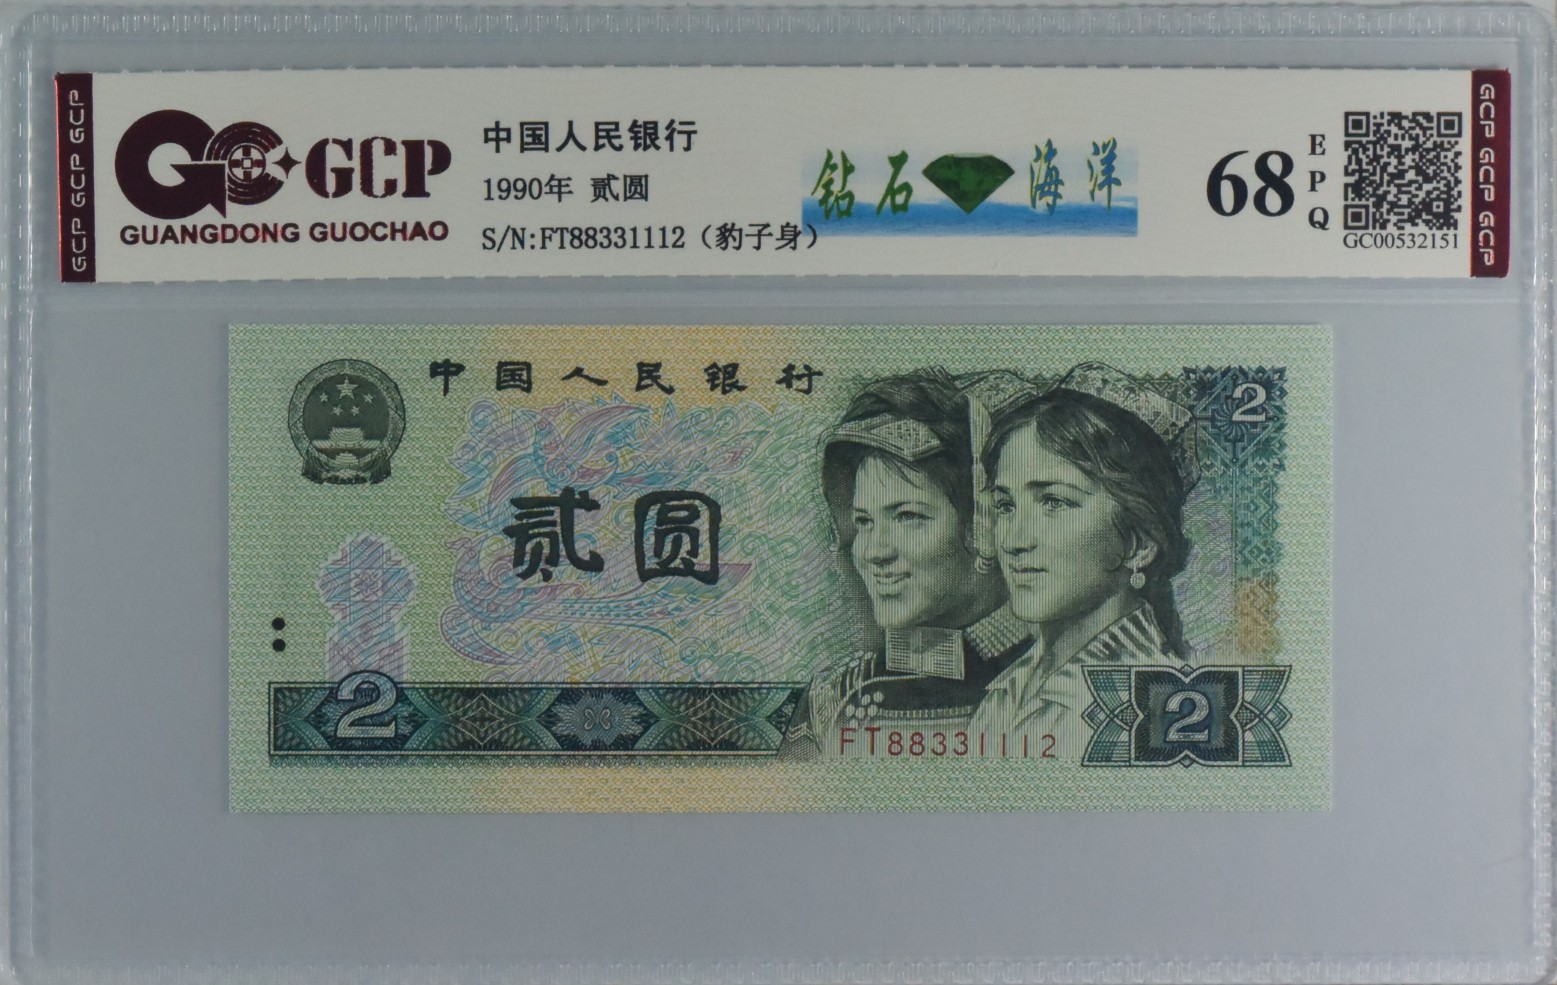 GCP GCP GCP
GCP
GUANGDONG GUOCHAO
中国人民银行
1990年 贰圆
S/N:FT88331112（豹子身）
钻石 海洋
68
EPQ
GC00532151
GCP GCP GCP
中国人民银行
2
贰圆
2
FT88331112
2